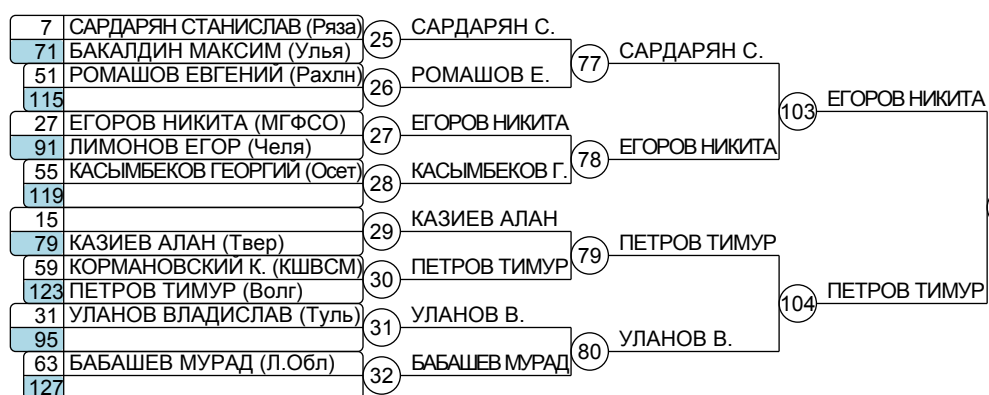 7 САРДАРЯН СТАНИСЛАВ (Ряза)
71 БАКАЛДИН МАКСИМ (Улья)
51 РОМАШОВ ЕВГЕНИЙ (Рахлн)
115
27 ЕГОРОВ НИКИТА (МГФСО)
91 ЛИМОНОВ ЕГОР (Челя)
55 КАСЫМБЕКОВ ГЕОРГИЙ (Осет)
119
15
79 КАЗИЕВ АЛАН (Твер)
59 КОРМАНОВСКИЙ К. (КШВСМ)
123 ПЕТРОВ ТИМУР (Волг)
31 УЛАНОВ ВЛАДИСЛАВ (Туль)
95
63 БАБАШЕВ МУРАД (Л.Обл)
127
25 САРДАРЯН С.
26 РОМАШОВ Е.
27 ЕГОРОВ НИКИТА
28 КАСЫМБЕКОВ Г.
29 КАЗИЕВ АЛАН
30 ПЕТРОВ ТИМУР
31 УЛАНОВ В.
32 БАБАШЕВ МУРАД
77 САРДАРЯН С.
78 ЕГОРОВ НИКИТА
79 ПЕТРОВ ТИМУР
80 УЛАНОВ В.
103 ЕГОРОВ НИКИТА
104 ПЕТРОВ ТИМУР